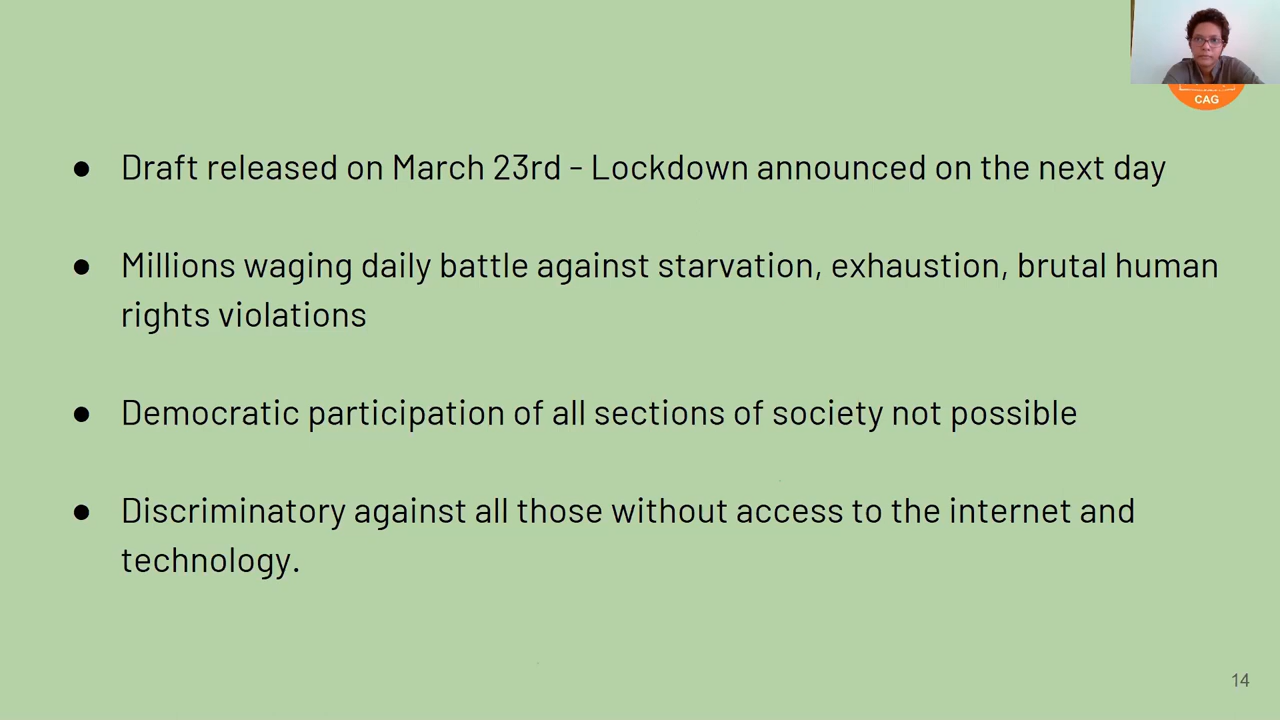 CAG
● Draft released on March 23rd - Lockdown announced on the next day
● Millions waging daily battle against starvation, exhaustion, brutal human
rights violations
● Democratic participation of all sections of society not possible
● Discriminatory against all those without access to the internet and
technology.
14